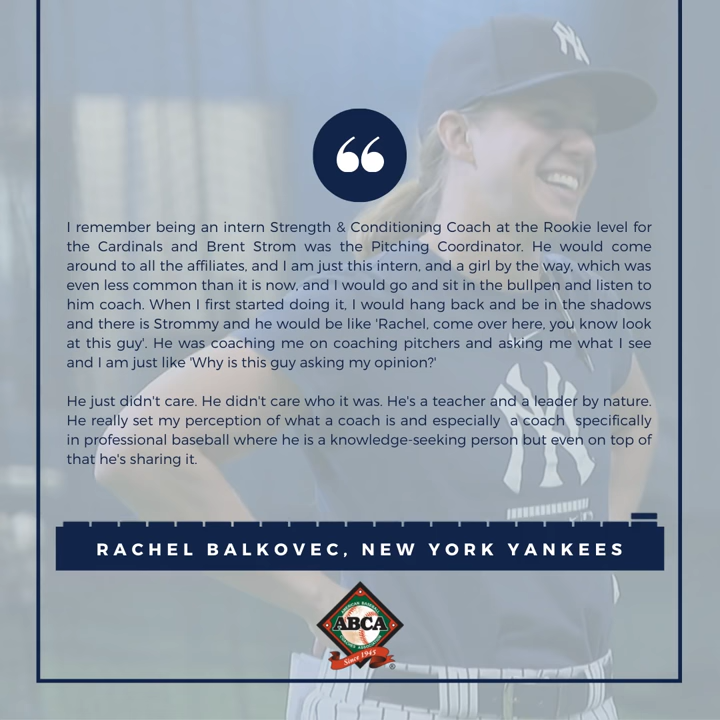 NY
I remember being an intern Strength & Conditioning Coach at the Rookie level for
the Cardinals and Brent Strom was the Pitching Coordinator. He would come
around to all the affiliates, and I am just this intern, and a girl by the way, which was
even less common than it is now, and I would go and sit in the bullpen and listen to
him coach. When I first started doing it, I would hang back and be in the shadows
and there is Strommy and he would be like 'Rachel, come over here, you know look
at this guy'. He was coaching me on coaching pitchers and asking me what I see
and I am just like 'Why is this guy asking my opinion?'
He just didn't care. He didn't care who it was. He's a teacher and a leader by nature.
He really set my perception of what a coach is and especially a coach specifically
in professional baseball where he is a knowledge-seeking person but even on top of
that he's sharing it.
NY
RACHEL BALKOVEC, NEW YORK YANKEES
AMERICAN BASEBALL
ABCA
COACHES ASSOCIATION
Since 1945
®